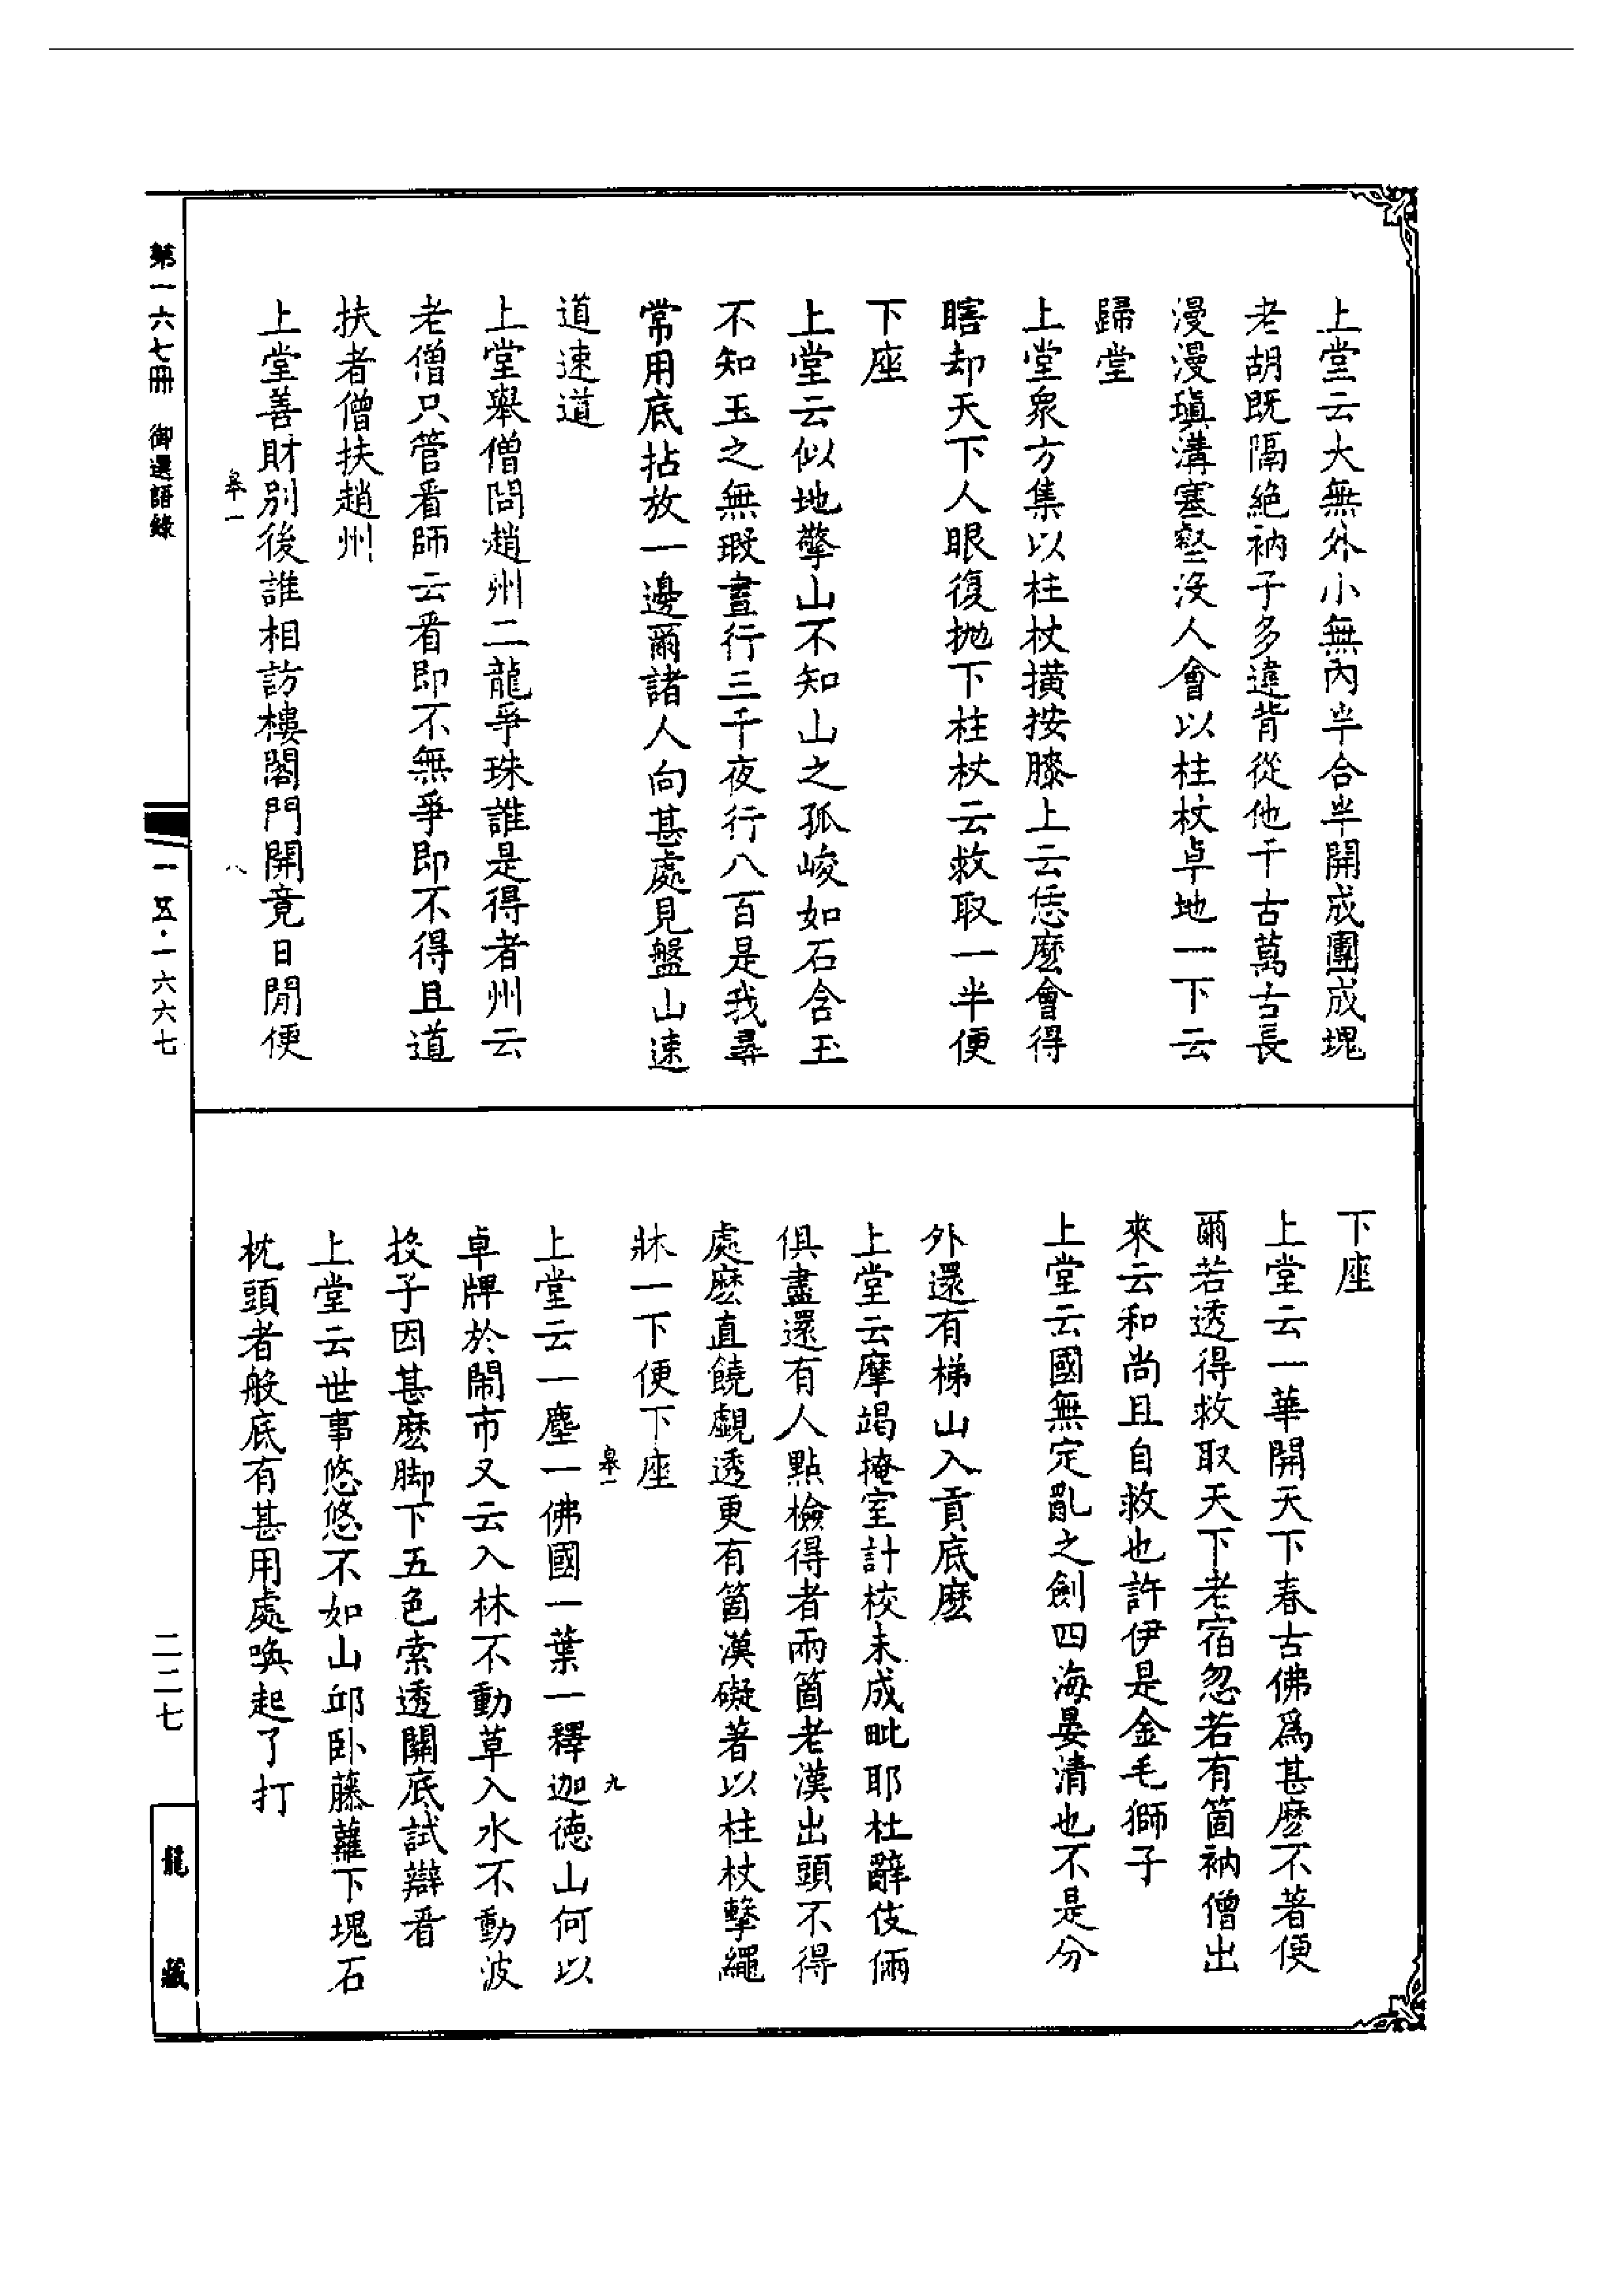 上堂云大無外小無內半合半開成團成塊
老胡既隔絶衲子多違背從他千古萬古長
漫漫瑱溝塞壑沒人會以柱杖卓地一下云
歸堂
上堂衆方集以柱杖橫按膝上云恁麽會得
瞎却天下人眼復拋下柱杖云救取一半便
下座
上堂云似地擎山不知山之孤峻如石含玉
不知玉之無瑕晝行三千夜行八百是我尋
常用底拈放一邊爾諸人向甚處見盤山速
道速道
上堂舉僧問趙州二龍爭珠誰是得者州云
老僧只管看師云看即不無爭即不得且道
扶者僧扶趙州
上堂善財別後誰相訪樓閣門開竟日閒便
皋一 八
下座
上堂云一華開天下春古佛爲甚麽不著便
爾若透得救取天下老宿忽若有箇衲僧出
來云和尚且自救也許伊是金毛獅子
上堂云國無定亂之劍四海晏清也不是分
外還有梯山入貢底麽
上堂云摩竭掩室計校未成毗耶杜辭伎倆
俱盡還有人點檢得者兩箇老漢出頭不得
處麽直饒覷透更有箇漢礙著以柱杖擊繩
牀一下便下座
皋一 九
上堂云一塵一佛國一葉一釋迦德山何以
卓牌於鬧市又云入林不動草入水不動波
投子因甚麽脚下五色索透關底試辯看
上堂云世事悠悠不如山邱卧藤蘿下塊石
枕頭者般底有甚用處喚起了打
第一六七冊 御選語錄
一五·一六六七
二二七
龍藏